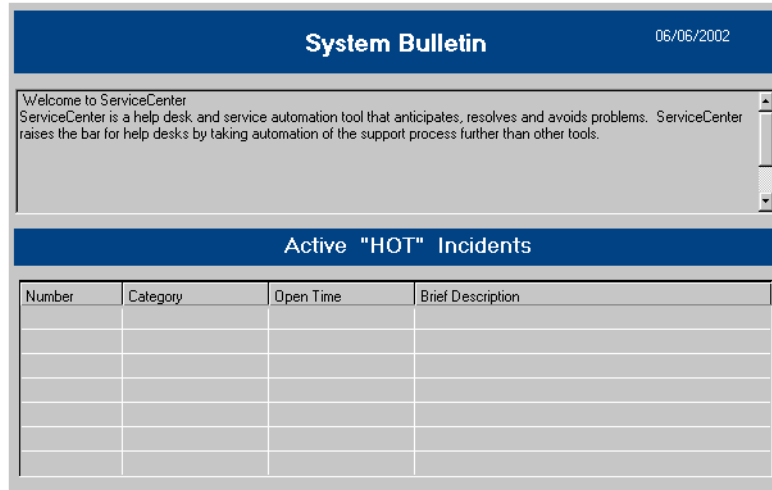 System Bulletin
06/06/2002
Welcome to ServiceCenter
ServiceCenter is a help desk and service automation tool that anticipates, resolves and avoids problems.  ServiceCenter
raises the bar for help desks by taking automation of the support process further than other tools.
Active "HOT" Incidents
Number Category Open Time Brief Description